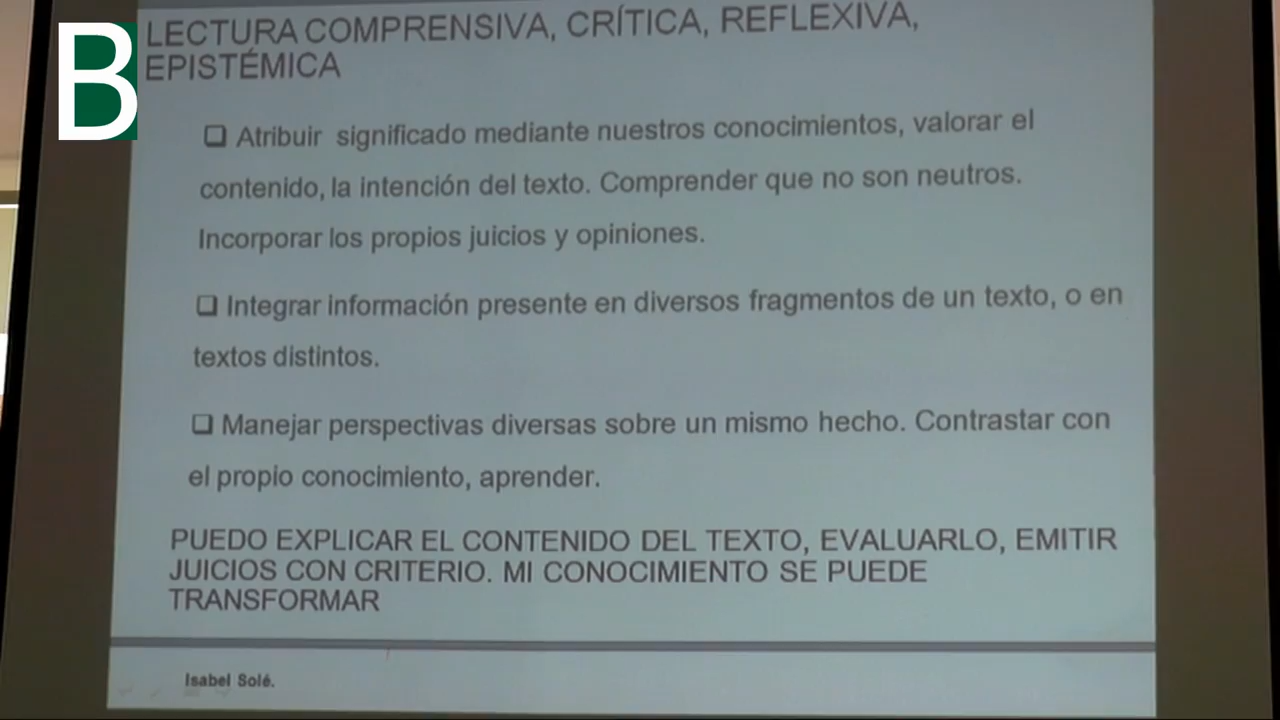 B
LECTURA COMPRENSIVA, CRÍTICA, REFLEXIVA,
EPISTÉMICA
❑ Atribuir significado mediante nuestros conocimientos, valorar el
contenido, la intención del texto. Comprender que no son neutros.
Incorporar los propios juicios y opiniones.
❑ Integrar información presente en diversos fragmentos de un texto, o en
textos distintos.
❑ Manejar perspectivas diversas sobre un mismo hecho. Contrastar con
el propio conocimiento, aprender.
PUEDO EXPLICAR EL CONTENIDO DEL TEXTO, EVALUARLO, EMITIR
JUICIOS CON CRITERIO. MI CONOCIMIENTO SE PUEDE
TRANSFORMAR
Isabel Solé.